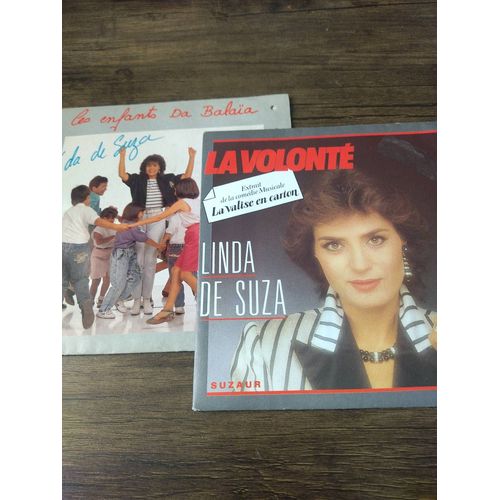 Les enfants Da Balaïa
da de Suza
LA VOLONTÉ
Extrait
de la comédie Musicale
La valise en carton
LINDA
DE SUZA
SUZAUR